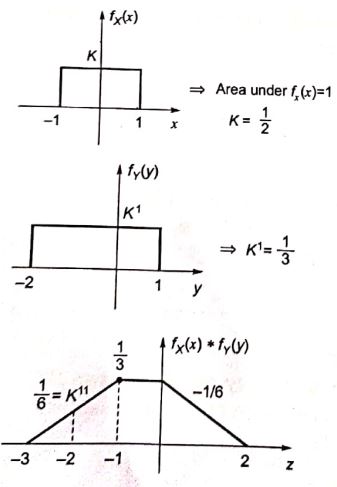 f_X(x)
K
⇒ Area under f_x(x)=1
-1 1 x
K = 1/2
f_Y(y)
K^1
⇒ K^1 = 1/3
-2 1 y
1/3
f_X(x) * f_Y(y)
1/6 = K^11
-1/6
-3 -2 -1 2 z